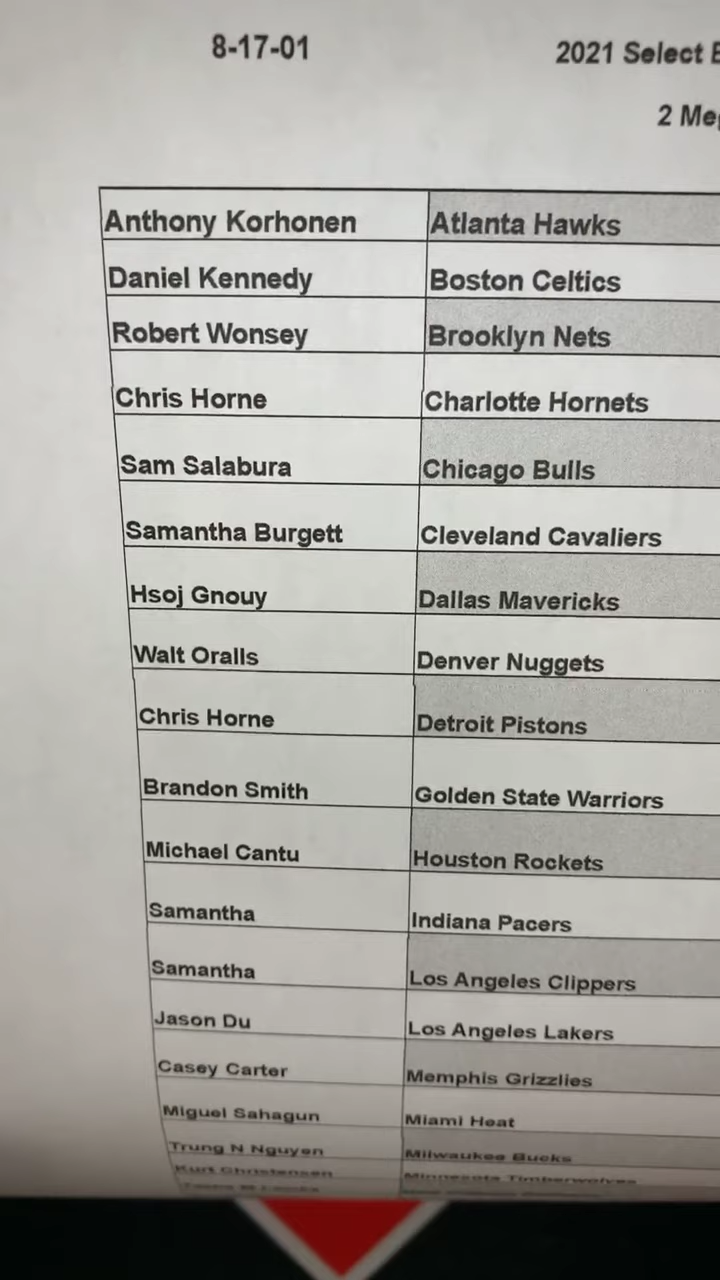 8-17-01 2021 Select
2 Me
Anthony Korhonen Atlanta Hawks
Daniel Kennedy Boston Celtics
Robert Wonsey Brooklyn Nets
Chris Horne Charlotte Hornets
Sam Salabura Chicago Bulls
Samantha Burgett Cleveland Cavaliers
Hsoj Gnouy Dallas Mavericks
Walt Oralls Denver Nuggets
Chris Horne Detroit Pistons
Brandon Smith Golden State Warriors
Michael Cantu Houston Rockets
Samantha Indiana Pacers
Samantha Los Angeles Clippers
Jason Du Los Angeles Lakers
Casey Carter Memphis Grizzlies
Miguel Sahagun Miami Heat
Trung N Nguyen Milwaukee Bucks
Kurt Christensen Minnesota Timberwolves